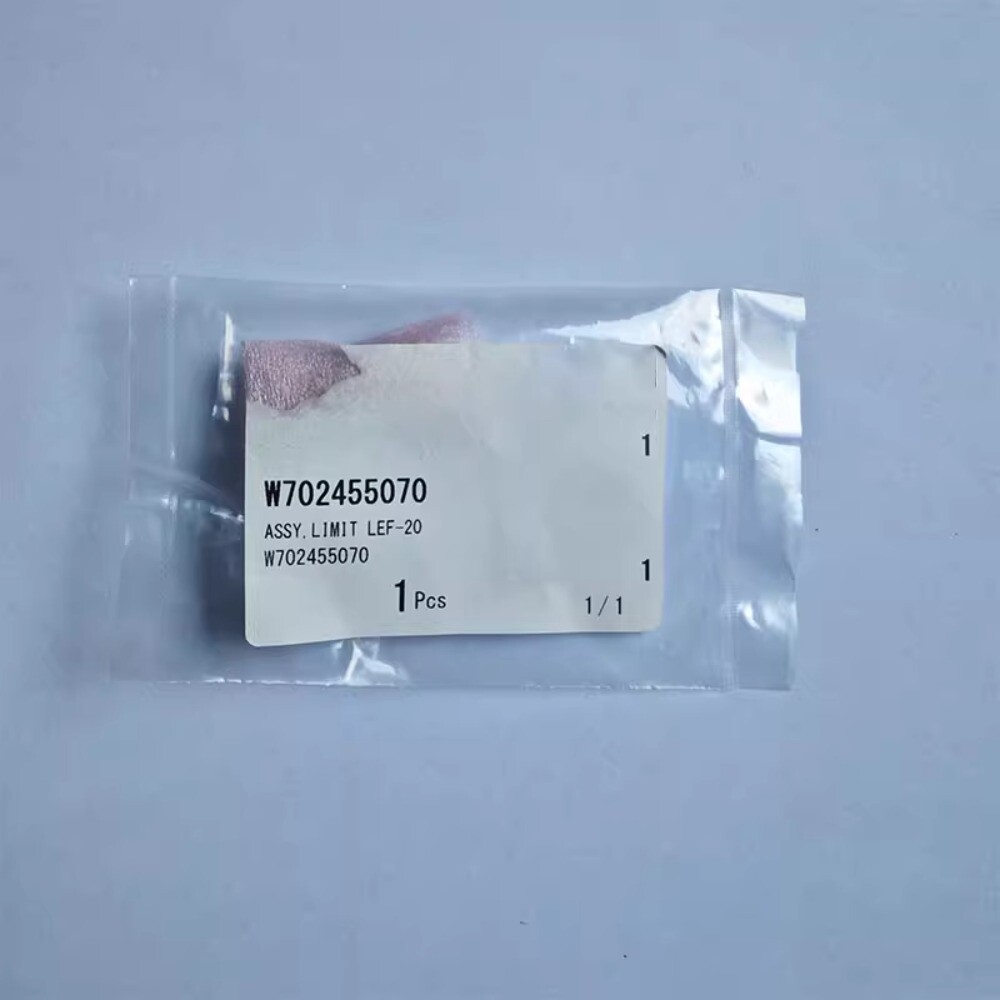 1
W702455070
ASSY, LIMIT LEF-20
W702455070
1
1 Pcs
1/1